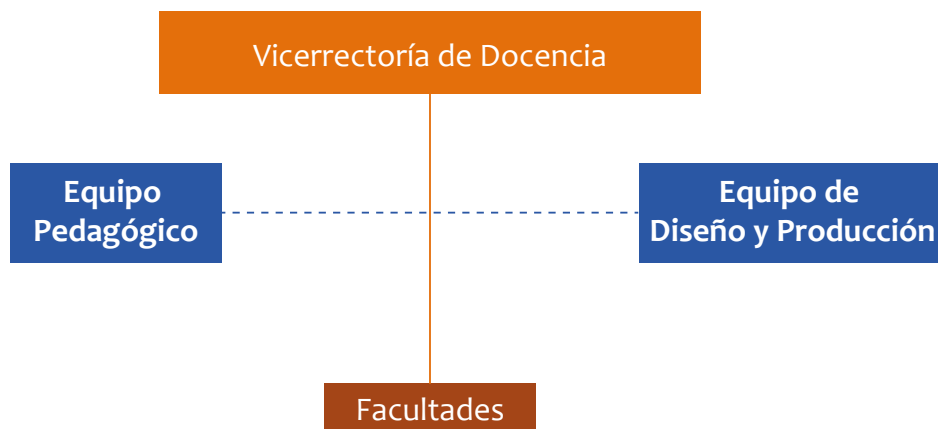 Vicerrectoría de Docencia
Equipo
Pedagógico
Equipo de
Diseño y Producción
Facultades